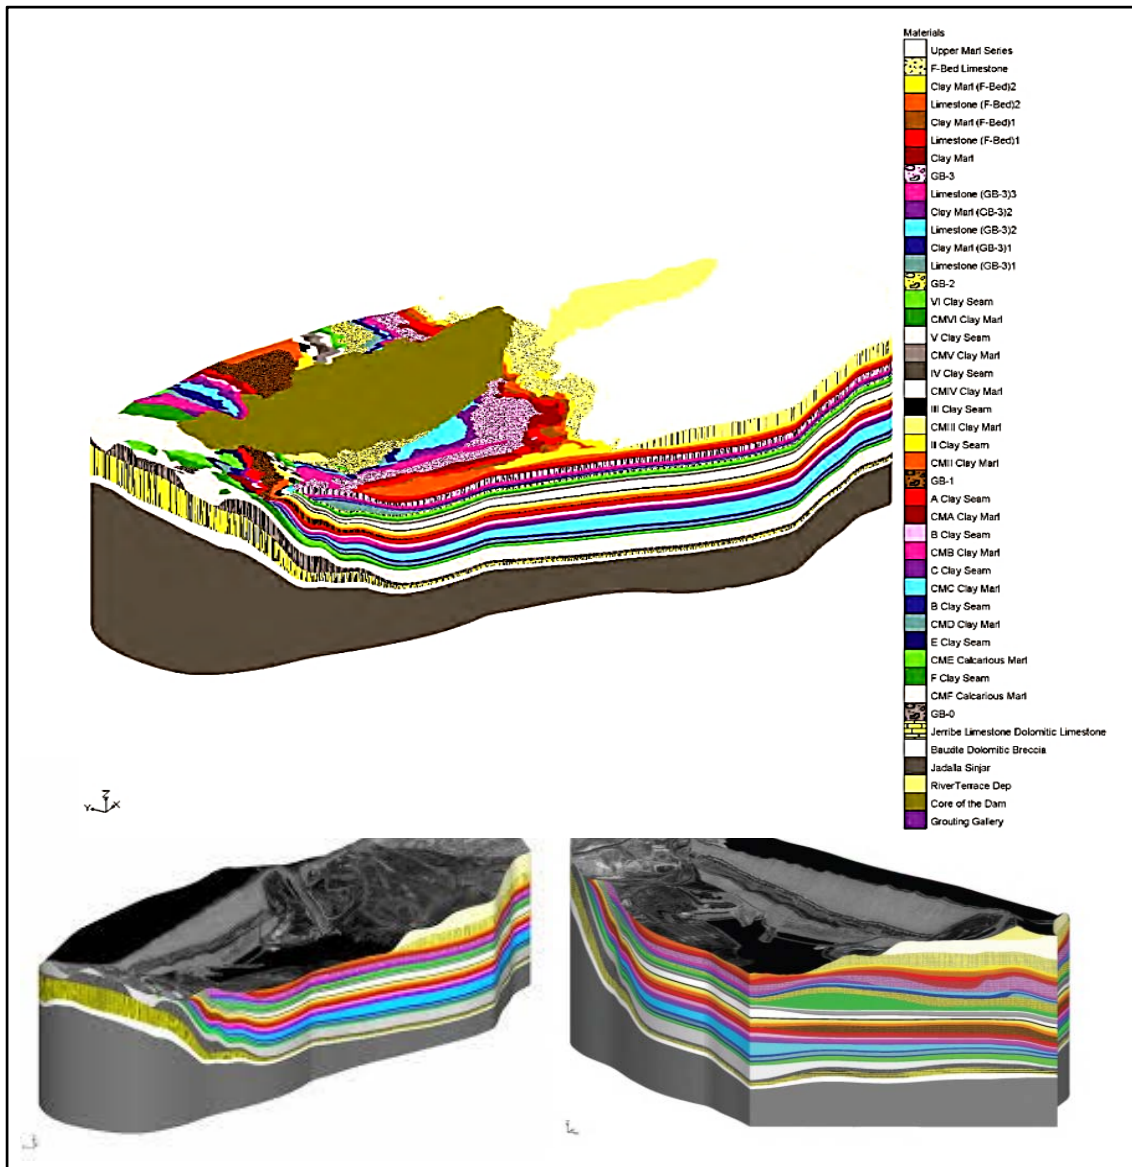 Materials
Upper Marl Series
F-Bed Limestone
Clay Marl (F-Bed)2
Limestone (F-Bed)2
Clay Marl (F-Bed)1
Limestone (F-Bed)1
Clay Marl
GB-3
Limestone (GB-3)3
Clay Marl (GB-3)2
Limestone (GB-3)2
Clay Marl (GB-3)1
Limestone (GB-3)1
GB-2
VI Clay Seam
CMVI Clay Marl
V Clay Seam
CMV Clay Marl
IV Clay Seam
CMIV Clay Marl
III Clay Seam
CMIII Clay Marl
II Clay Seam
CMII Clay Marl
GB-1
A Clay Seam
CMA Clay Marl
B Clay Seam
CMB Clay Marl
C Clay Seam
CMC Clay Marl
B Clay Seam
CMD Clay Marl
E Clay Seam
CME Calcarious Marl
F Clay Seam
CMF Calcarious Marl
GB-0
Jerribe Limestone Dolomitic Limestone
Bauxite Dolomitic Breccia
Jadalla Sinjar
RiverTerrace Dep
Core of the Dam
Grouting Gallery
Z
Y X